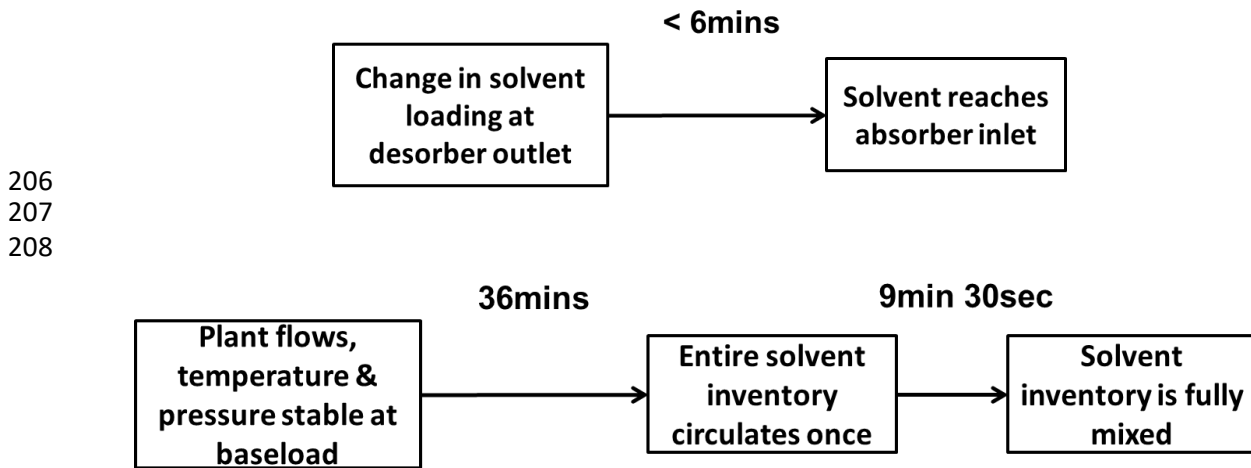 < 6mins
Change in solvent
loading at
desorber outlet
Solvent reaches
absorber inlet
206
207
208
36mins
9min 30sec
Plant flows,
temperature &
pressure stable at
baseload
Entire solvent
inventory
circulates once
Solvent
inventory is fully
mixed